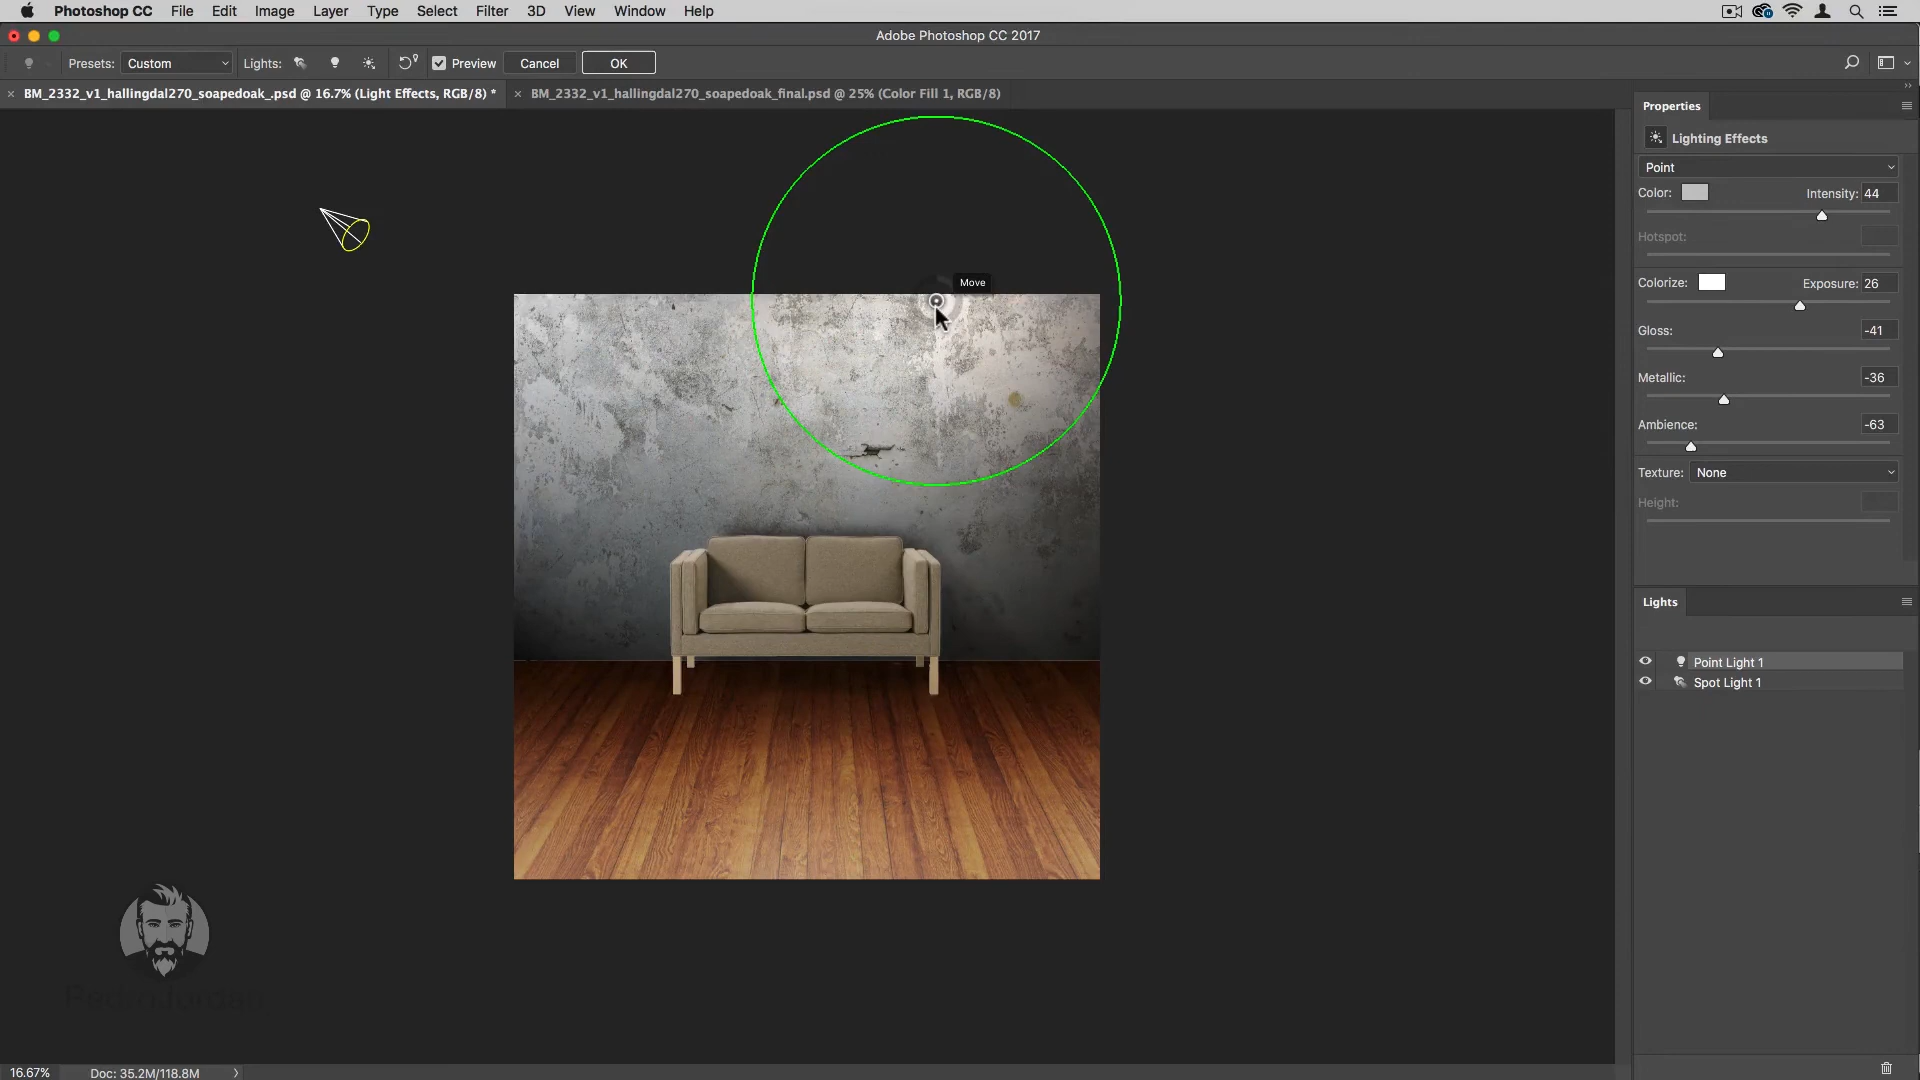 Photoshop CC File Edit Image Layer Type Select Filter 3D View Window Help
Adobe Photoshop CC 2017
Presets: Custom Lights: Preview Cancel OK
× BM_2332_v1_hallingdal270_soapedoak_.psd @ 16.7% (Light Effects, RGB/8) * × BM_2332_v1_hallingdal270_soapedoak_final.psd @ 25% (Color Fill 1, RGB/8)
Properties
Lighting Effects
Point
Color: Intensity: 44
Hotspot:
Colorize: Exposure: 26
Gloss: -41
Metallic: -36
Ambience: -63
Texture: None
Height:
Move
Lights
Point Light 1
Spot Light 1
16.67% Doc: 35.2M/118.8M